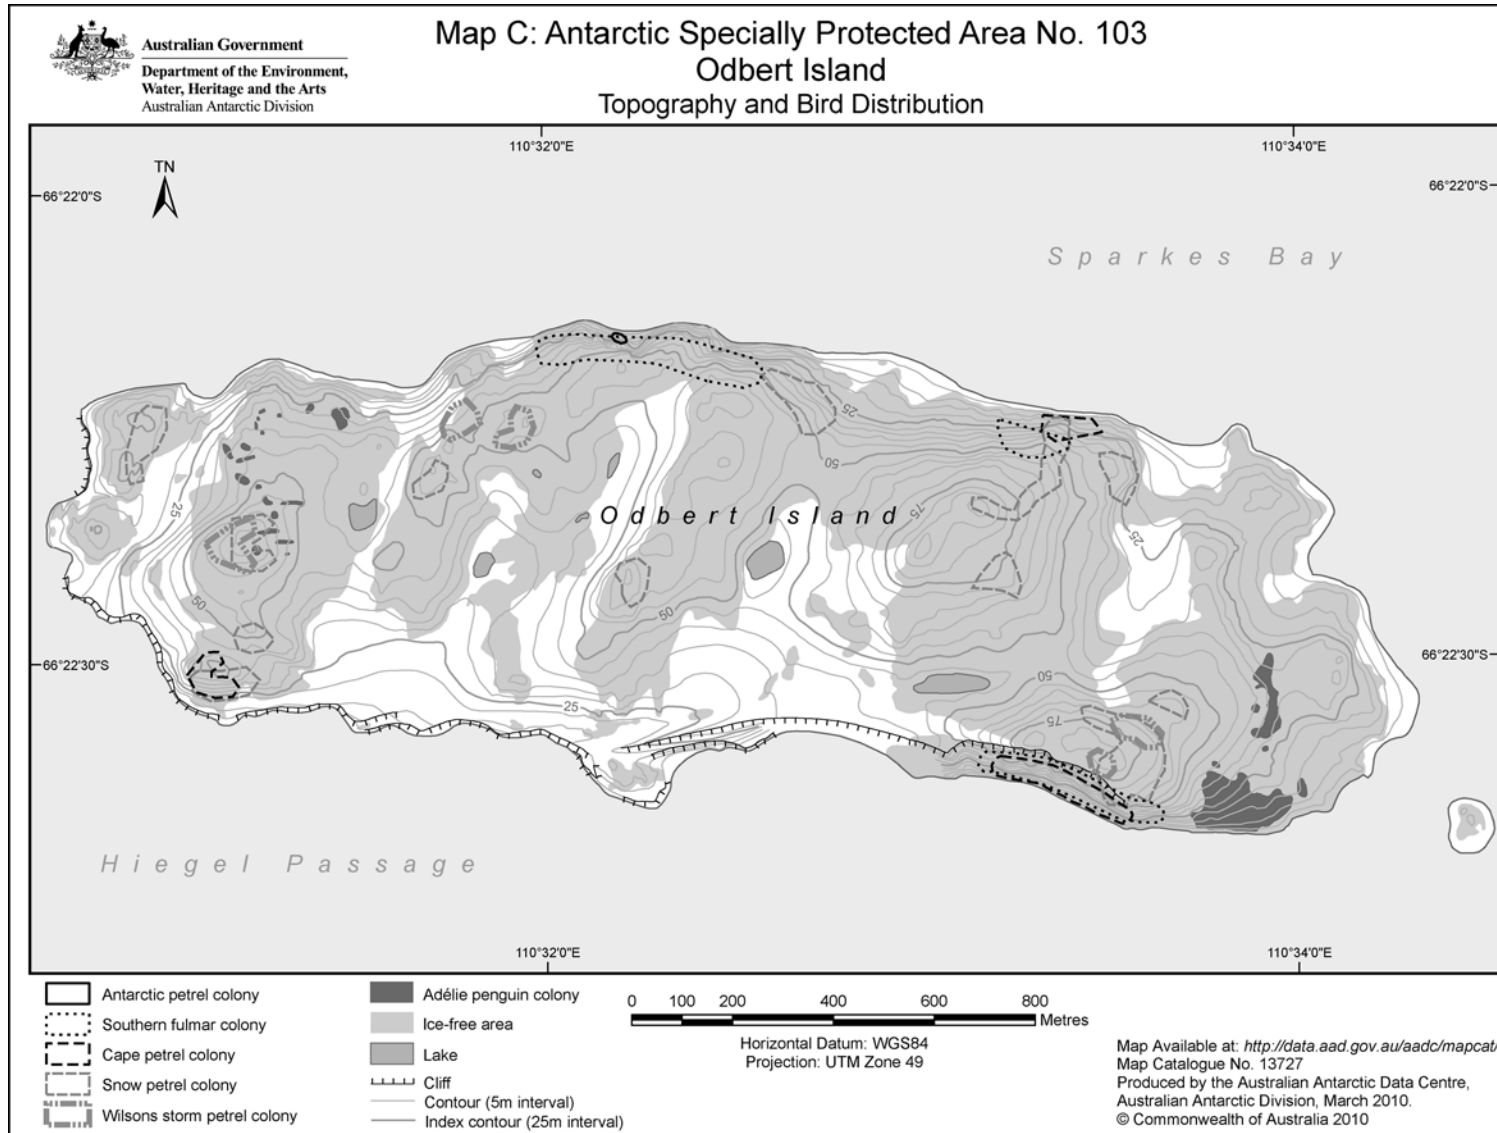 Map C: Antarctic Specially Protected Area No. 103
Odbert Island
Topography and Bird Distribution
Australian Government
Department of the Environment,
Water, Heritage and the Arts
Australian Antarctic Division
110°32'0"E
110°34'0"E
TN
66°22'0"S
66°22'0"S
Sparkes Bay
25
50
25
75
Odbert Island
25
50
50
66°22'30"S
66°22'30"S
50
25
75
Hiegel Passage
110°32'0"E
110°34'0"E
Antarctic petrel colony
Southern fulmar colony
Cape petrel colony
Snow petrel colony
Wilsons storm petrel colony
Adélie penguin colony
Ice-free area
Lake
Cliff
Contour (5m interval)
Index contour (25m interval)
0 100 200 400 600 800
Metres
Horizontal Datum: WGS84
Projection: UTM Zone 49
Map Available at: http://data.aad.gov.au/aadc/mapcat/
Map Catalogue No. 13727
Produced by the Australian Antarctic Data Centre,
Australian Antarctic Division, March 2010.
© Commonwealth of Australia 2010